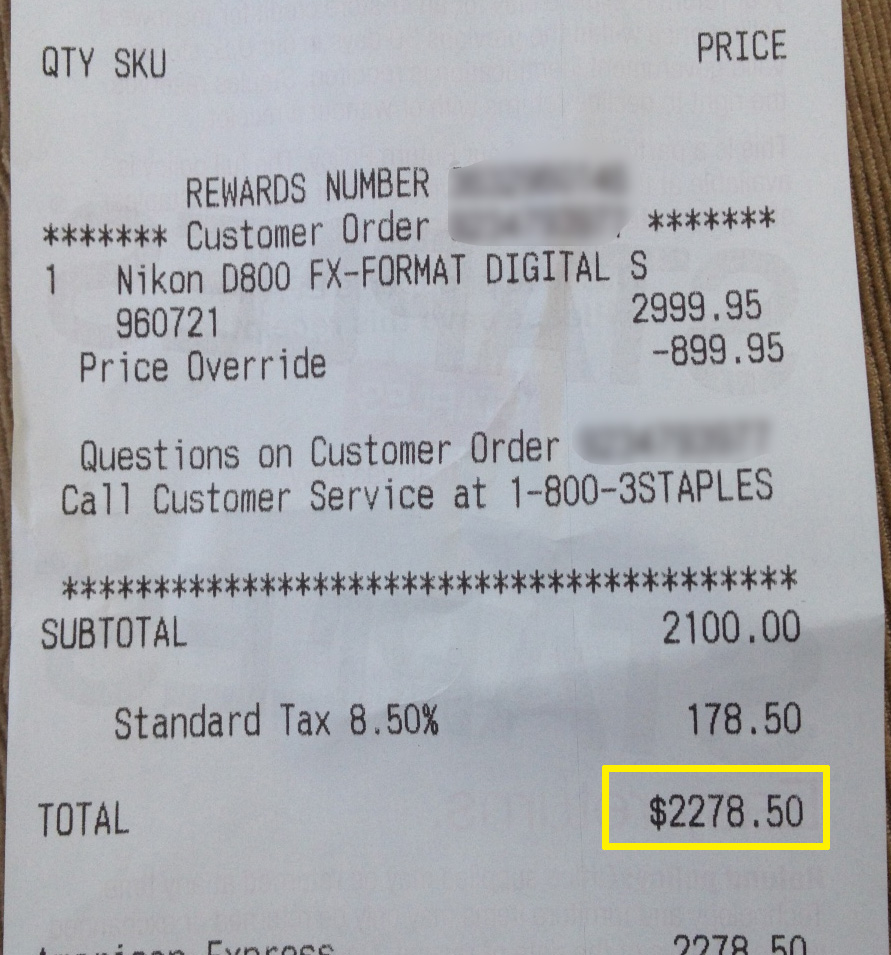 QTY SKU PRICE
REWARDS NUMBER
******* Customer Order *******
1 Nikon D800 FX-FORMAT DIGITAL S
960721 2999.95
Price Override -899.95
Questions on Customer Order
Call Customer Service at 1-800-3STAPLES
****************************************
SUBTOTAL 2100.00
Standard Tax 8.50% 178.50
TOTAL $2278.50
American Express 2278.50